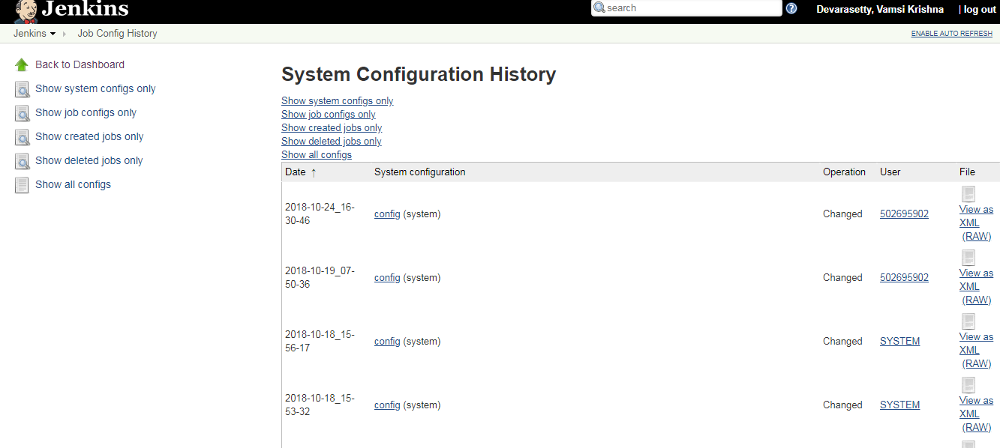 Jenkins
search
?
Devarasetty, Vamsi Krishna | log out
Jenkins Job Config History
ENABLE AUTO REFRESH
Back to Dashboard
Show system configs only
Show job configs only
Show created jobs only
Show deleted jobs only
Show all configs
System Configuration History
Show system configs only
Show job configs only
Show created jobs only
Show deleted jobs only
Show all configs
Date ↑ System configuration Operation User File
2018-10-24_16-
30-46
config (system)
Changed
502695902
View as
XML
(RAW)
2018-10-19_07-
50-36
config (system)
Changed
502695902
View as
XML
(RAW)
2018-10-18_15-
56-17
config (system)
Changed
SYSTEM
View as
XML
(RAW)
2018-10-18_15-
53-32
config (system)
Changed
SYSTEM
View as
XML
(RAW)